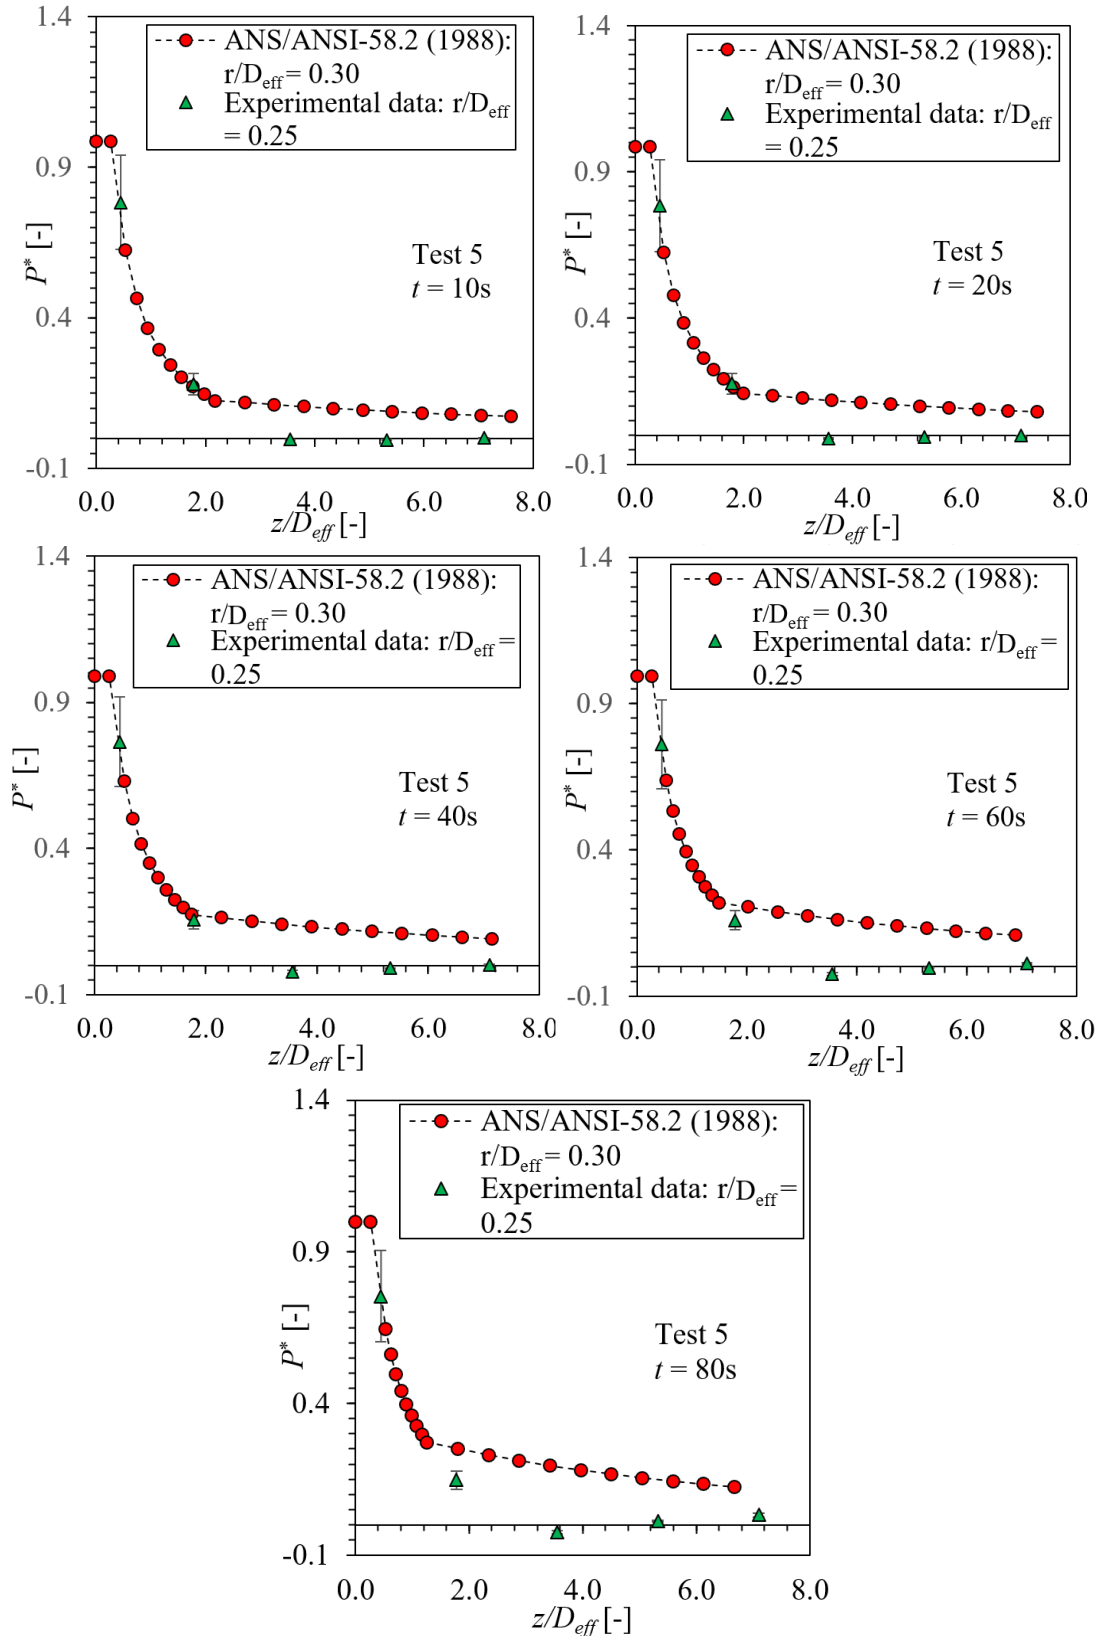 1.4
ANS/ANSI-58.2 (1988):
r/Deff = 0.30
Experimental data: r/Deff
= 0.25
0.9
P* [-]
Test 5
t = 10s
0.4
-0.1
0.0 2.0 4.0 6.0 8.0
z/Deff [-]
1.4
ANS/ANSI-58.2 (1988):
r/Deff = 0.30
Experimental data: r/Deff
= 0.25
0.9
P* [-]
Test 5
t = 20s
0.4
-0.1
0.0 2.0 4.0 6.0 8.0
z/Deff [-]
1.4
ANS/ANSI-58.2 (1988):
r/Deff = 0.30
Experimental data: r/Deff =
0.25
0.9
P* [-]
Test 5
t = 40s
0.4
-0.1
0.0 2.0 4.0 6.0 8.0
z/Deff [-]
1.4
ANS/ANSI-58.2 (1988):
r/Deff = 0.30
Experimental data: r/Deff =
0.25
0.9
P* [-]
Test 5
t = 60s
0.4
-0.1
0.0 2.0 4.0 6.0 8.0
z/Deff [-]
1.4
ANS/ANSI-58.2 (1988):
r/Deff = 0.30
Experimental data: r/Deff =
0.25
0.9
P* [-]
Test 5
t = 80s
0.4
-0.1
0.0 2.0 4.0 6.0 8.0
z/Deff [-]